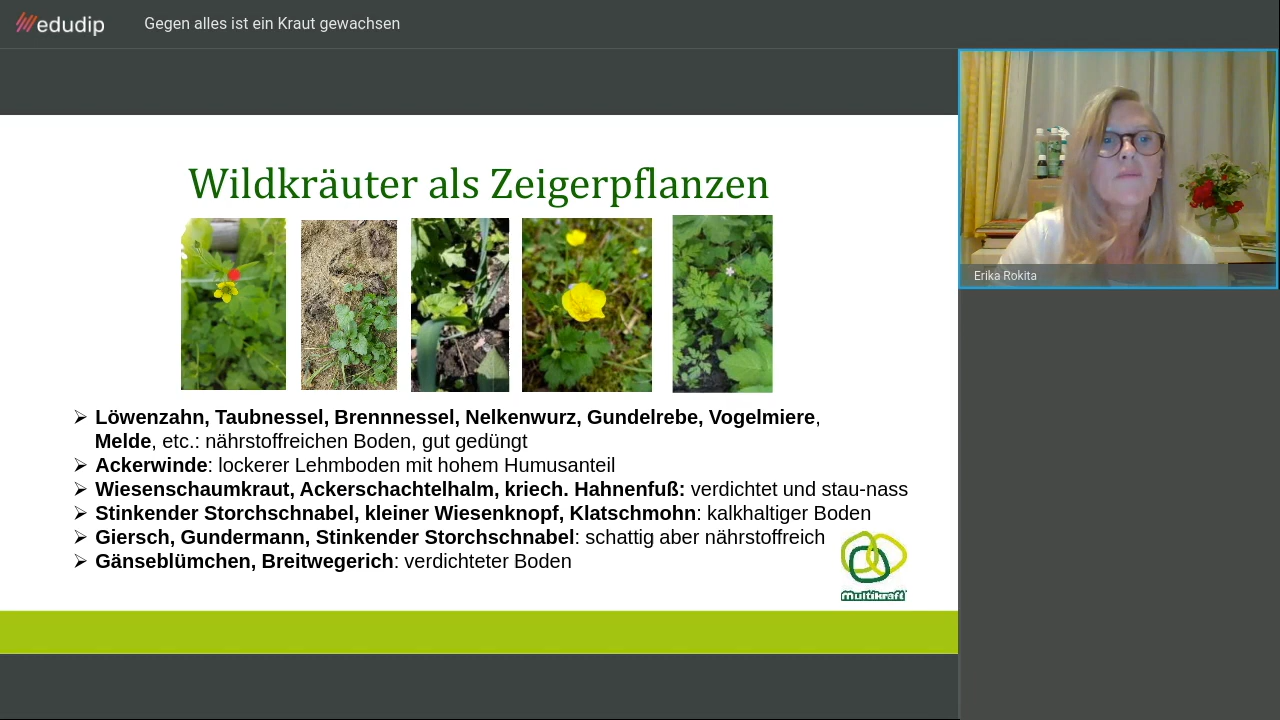 edudip
Gegen alles ist ein Kraut gewachsen
Wildkräuter als Zeigerpflanzen
Löwenzahn, Taubnessel, Brennnessel, Nelkenwurz, Gundelrebe, Vogelmiere,
Melde, etc.: nährstoffreichen Boden, gut gedüngt
Ackerwinde: lockerer Lehmboden mit hohem Humusanteil
Wiesenschaumkraut, Ackerschachtelhalm, kriech. Hahnenfuß: verdichtet und stau-nass
Stinkender Storchschnabel, kleiner Wiesenknopf, Klatschmohn: kalkhaltiger Boden
Giersch, Gundermann, Stinkender Storchschnabel: schattig aber nährstoffreich
Gänseblümchen, Breitwegerich: verdichteter Boden
multikraft
Erika Rokita